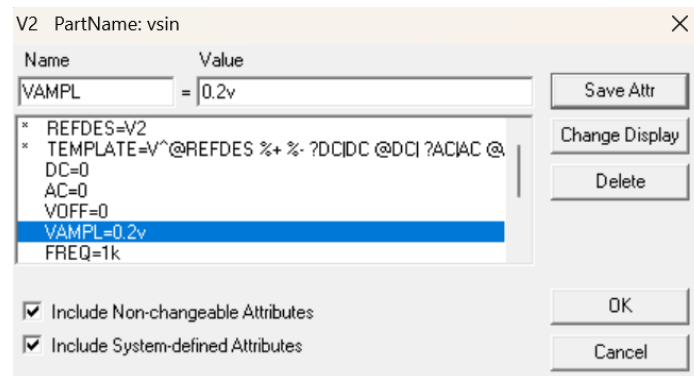 V2 PartName: vsin
Name Value
VAMPL = 0.2v
Save Attr
* REFDES=V2
* TEMPLATE=V^@REFDES %+ %- ?DC|DC @DC| ?AC|AC @
DC=0
AC=0
VOFF=0
VAMPL=0.2v
FREQ=1k
Change Display
Delete
Include Non-changeable Attributes
Include System-defined Attributes
OK
Cancel